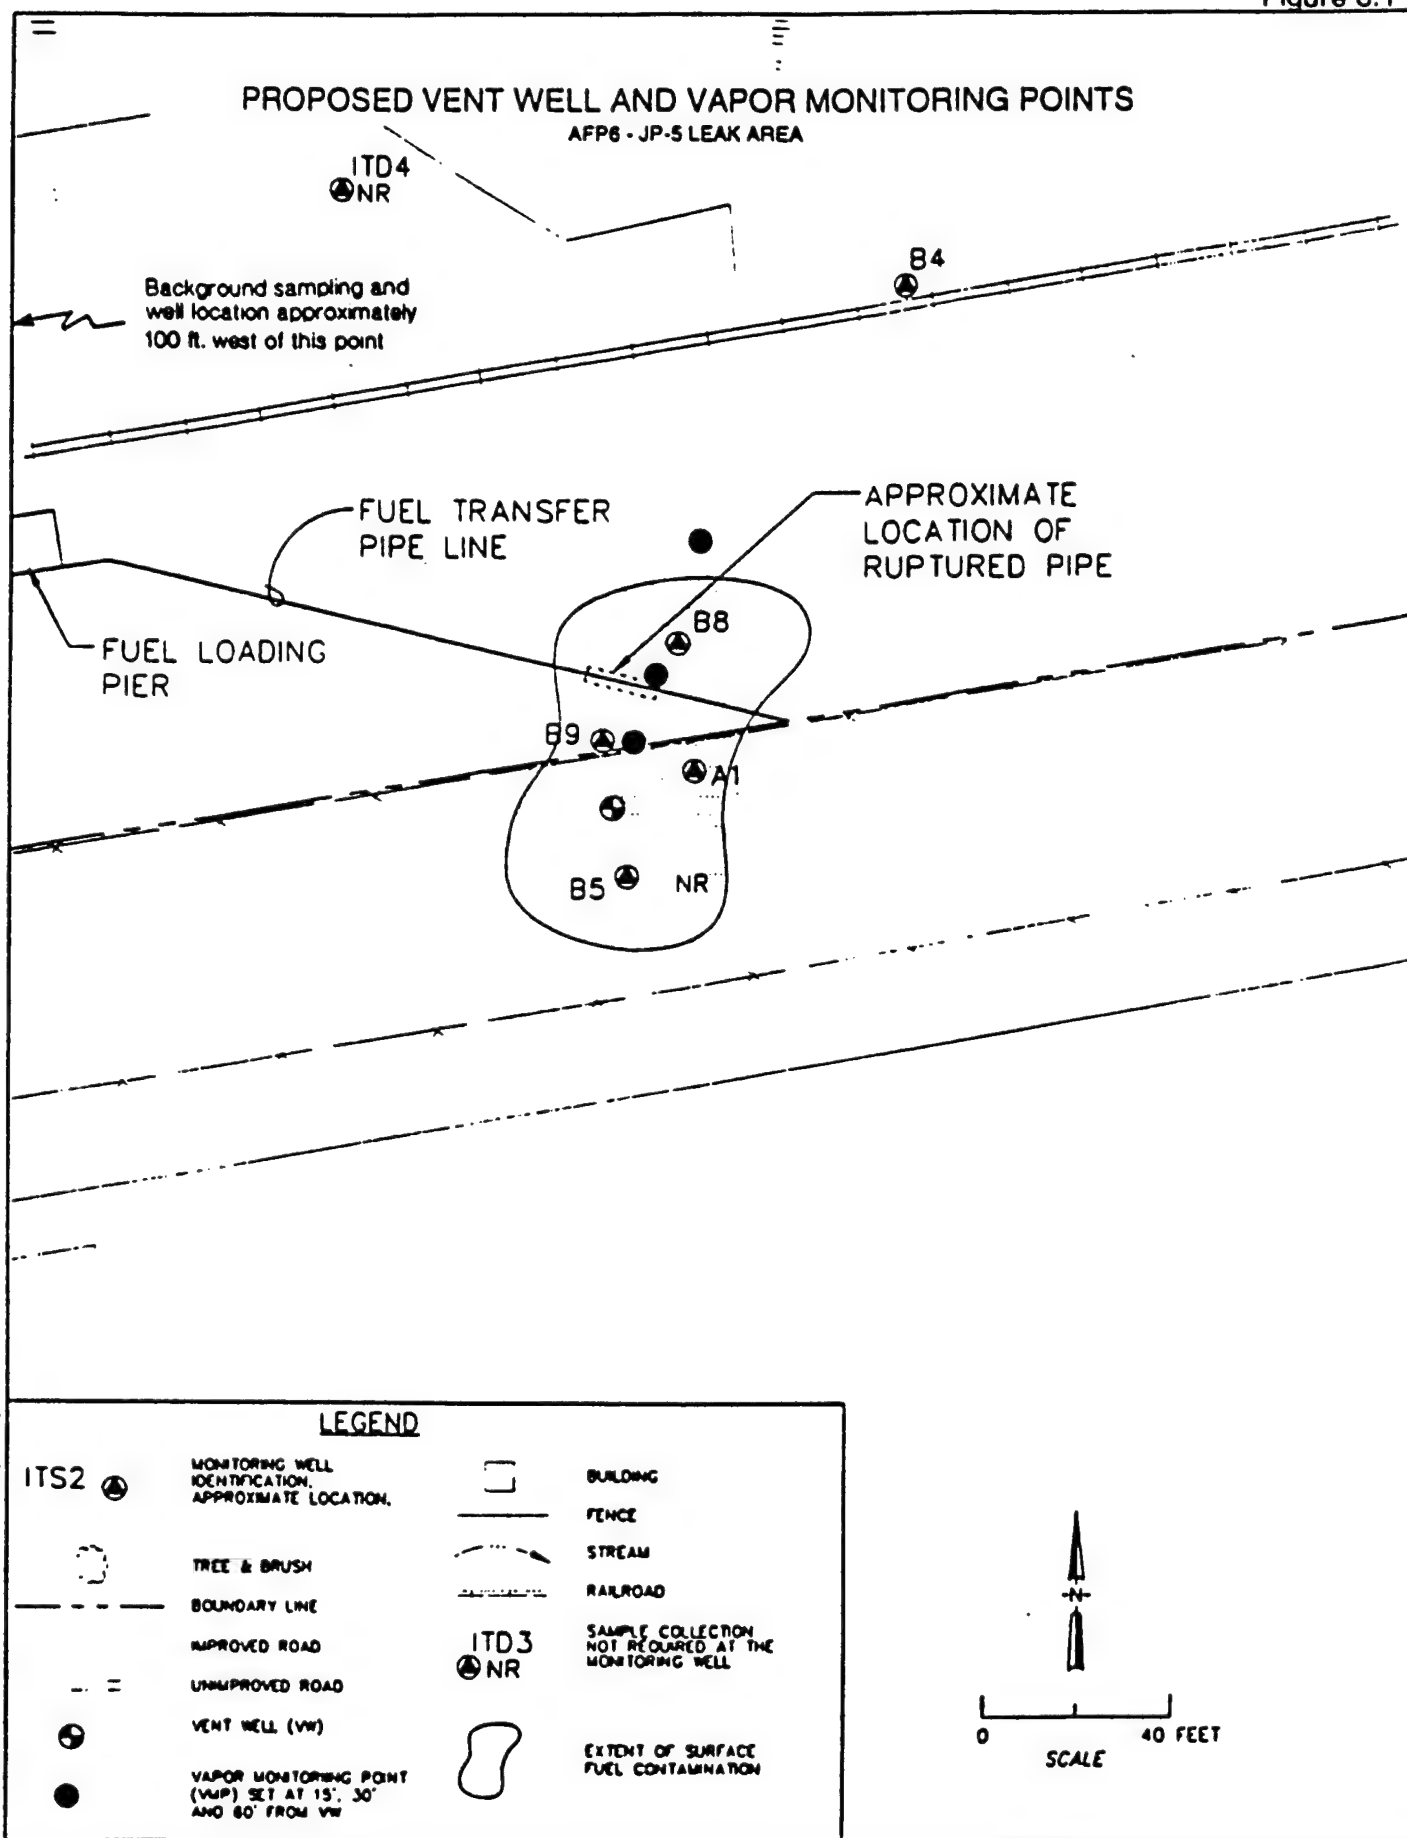 PROPOSED VENT WELL AND VAPOR MONITORING POINTS
AFP6 - JP-5 LEAK AREA
ITD4
NR
B4
Background sampling and
well location approximately
100 ft. west of this point
FUEL TRANSFER
PIPE LINE
APPROXIMATE
LOCATION OF
RUPTURED PIPE
B8
FUEL LOADING
PIER
B9
A1
B5
NR
LEGEND
ITS2
MONITORING WELL
IDENTIFICATION,
APPROXIMATE LOCATION.
TREE & BRUSH
BOUNDARY LINE
IMPROVED ROAD
UNIMPROVED ROAD
VENT WELL (VW)
VAPOR MONITORING POINT
(VMP) SET AT 15', 30'
AND 60' FROM VW
BUILDING
FENCE
STREAM
RAILROAD
ITD3
NR
SAMPLE COLLECTION
NOT REQUIRED AT THE
MONITORING WELL
EXTENT OF SURFACE
FUEL CONTAMINATION
N
0 40 FEET
SCALE